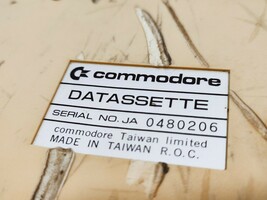 commodore
DATASSETTE
SERIAL NO. JA 0480206
commodore Taiwan limited
MADE IN TAIWAN R.O.C.